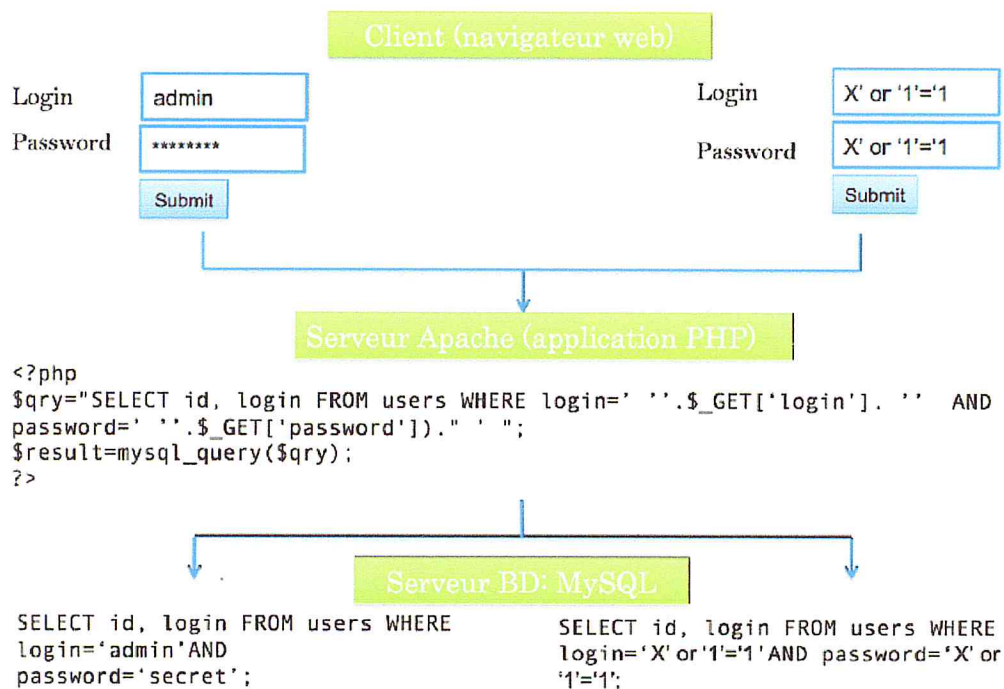 Client (navigateur web)
Login
admin
Password
********
Submit
Login
X' or '1'='1
Password
X' or '1'='1
Submit
Serveur Apache (application PHP)
<?php
$qry="SELECT id, login FROM users WHERE login=' ''.$_GET['login']. '' AND
password=' ''.$_GET['password'])." ' ";
$result=mysql_query($qry);
?>
Serveur BD: MySQL
SELECT id, login FROM users WHERE
login='admin'AND
password='secret';
SELECT id, login FROM users WHERE
login='X' or '1'='1' AND password='X' or
'1'='1';